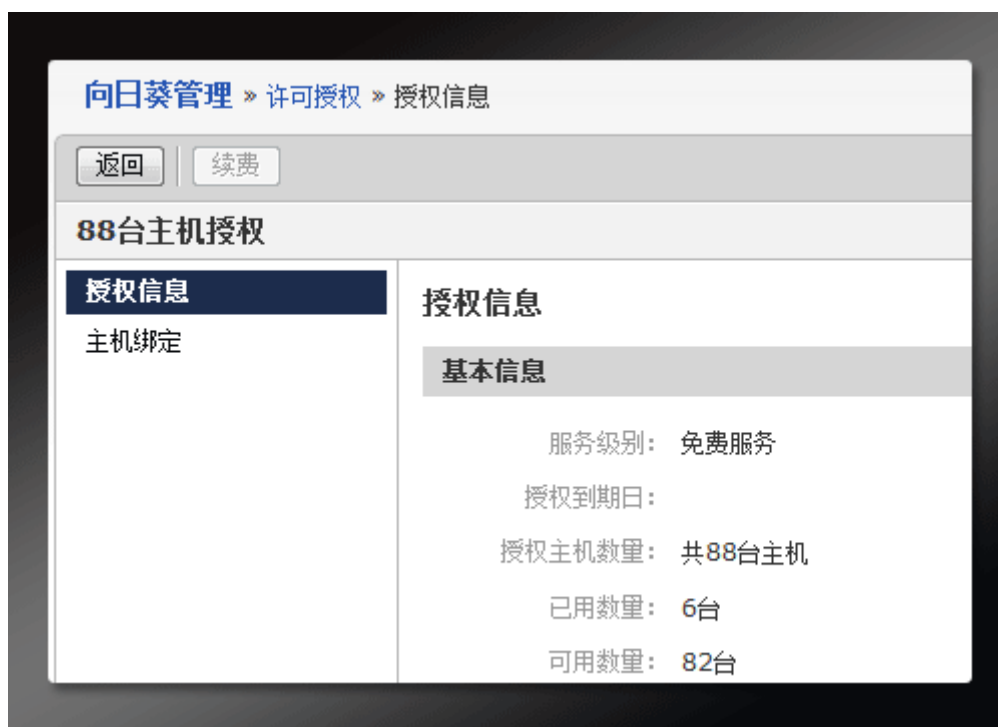 向日葵管理 » 许可授权 » 授权信息
返回 续费
88台主机授权
授权信息
主机绑定
授权信息
基本信息
服务级别: 免费服务
授权到期日:
授权主机数量: 共88台主机
已用数量: 6台
可用数量: 82台